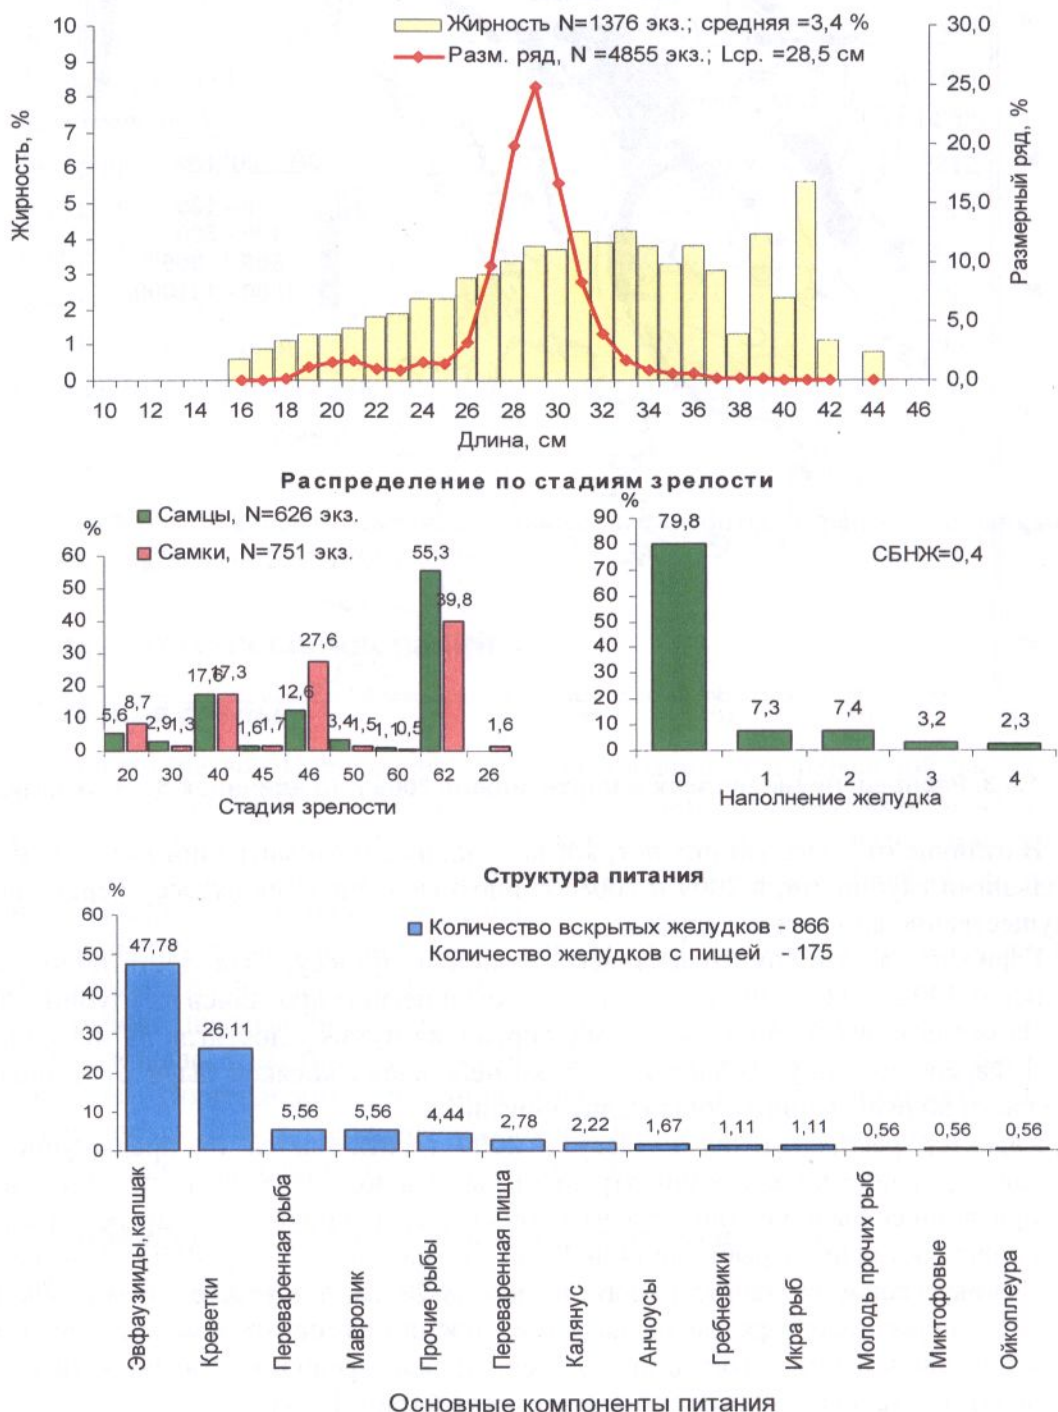 Жирность N=1376 экз.; средняя =3,4 %
Разм. ряд, N =4855 экз.; Lср. =28,5 см
Жирность, %
10
9
8
7
6
5
4
3
2
1
0
Размерный ряд, %
30,0
25,0
20,0
15,0
10,0
5,0
0,0
10 12 14 16 18 20 22 24 26 28 30 32 34 36 38 40 42 44 46
Длина, см
Распределение по стадиям зрелости
%
Самцы, N=626 экз.
Самки, N=751 экз.
60
50
40
30
20
10
0
5,6 8,7 2,9 1,3 17,6 17,3 1,6 1,7 12,6 27,6 3,4 1,5 1,1 0,5 55,3 39,8 1,6
20 30 40 45 46 50 60 62 26
Стадия зрелости
%
90
80
70
60
50
40
30
20
10
0
СБНЖ=0,4
79,8 7,3 7,4 3,2 2,3
0 1 2 3 4
Наполнение желудка
Структура питания
%
Количество вскрытых желудков - 866
Количество желудков с пищей - 175
60
50
40
30
20
10
0
47,78 26,11 5,56 5,56 4,44 2,78 2,22 1,67 1,11 1,11 0,56 0,56 0,56
Эвфаузииды,капшак
Креветки
Переваренная рыба
Мавролик
Прочие рыбы
Переваренная пища
Калянус
Анчоусы
Гребневики
Икра рыб
Молодь прочих рыб
Миктофовые
Ойкоплеура
Основные компоненты питания